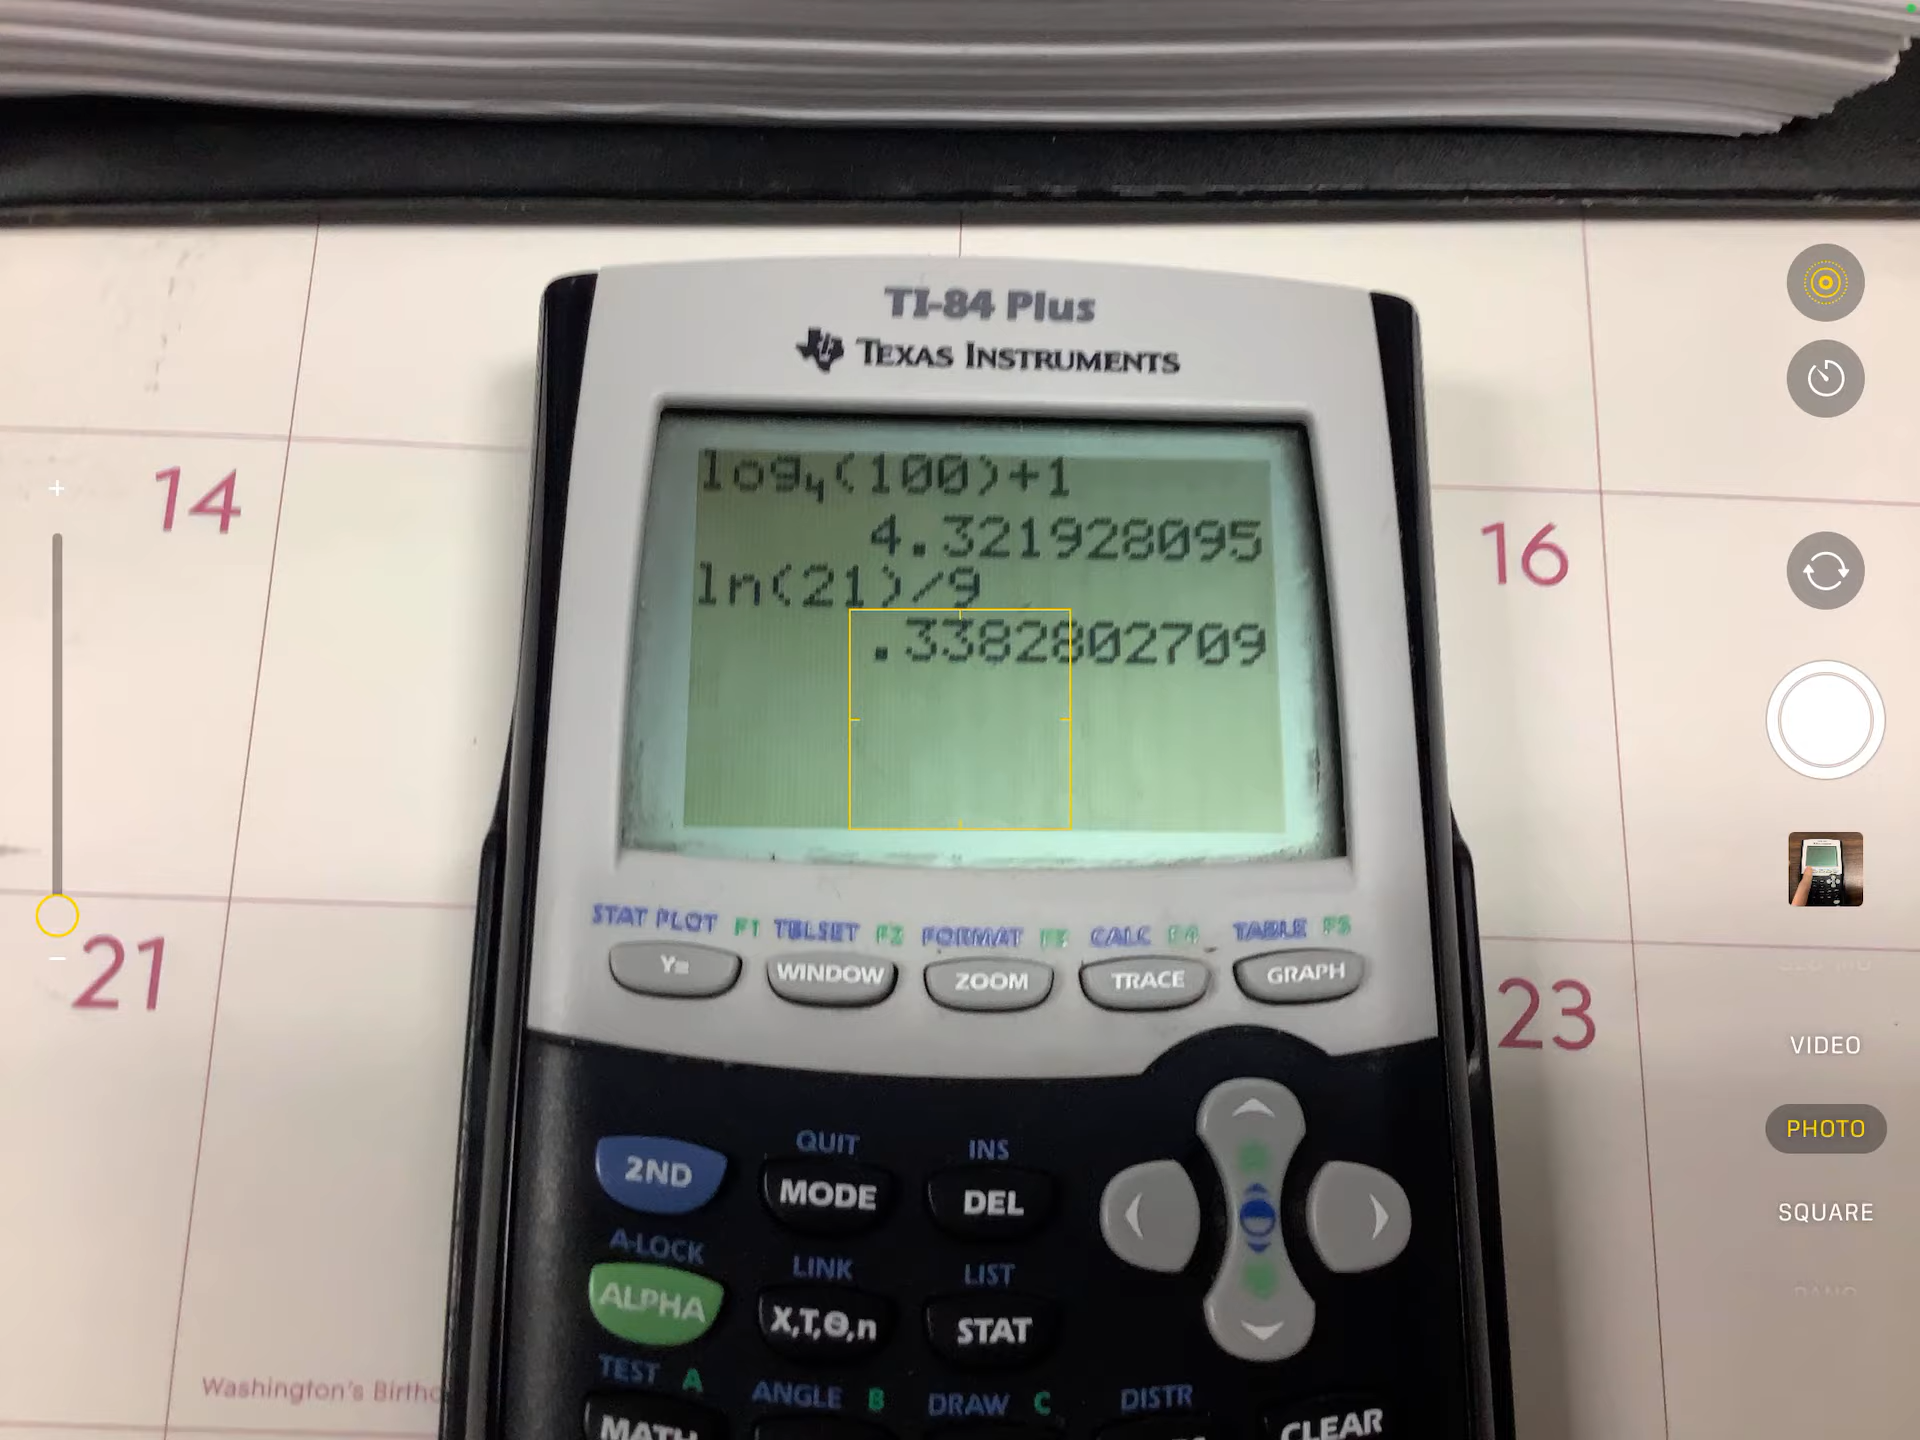 TI-84 Plus
TEXAS INSTRUMENTS
log₄(100)+1
4.321928095
ln(21)/9
.3382802709
14
16
21
23
STAT PLOT F1 TBLSET F2 FORMAT F3 CALC F4 TABLE F5
Y= WINDOW ZOOM TRACE GRAPH
QUIT INS
2ND MODE DEL
A-LOCK LINK LIST
ALPHA X,T,Θ,n STAT
TEST A ANGLE B DRAW C DISTR
MATH CLEAR
Washington's
+
−
VIDEO
PHOTO
SQUARE